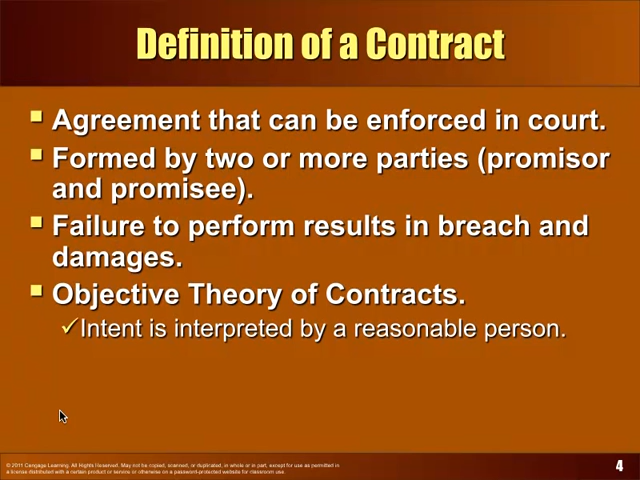 Definition of a Contract
Agreement that can be enforced in court.
Formed by two or more parties (promisor
and promisee).
Failure to perform results in breach and
damages.
Objective Theory of Contracts.
✓Intent is interpreted by a reasonable person.
© 2011 Cengage Learning. All Rights Reserved. May not be copied, scanned, or duplicated, in whole or in part, except for use as permitted in
a license distributed with a certain product or service or otherwise on a password-protected website for classroom use.
4